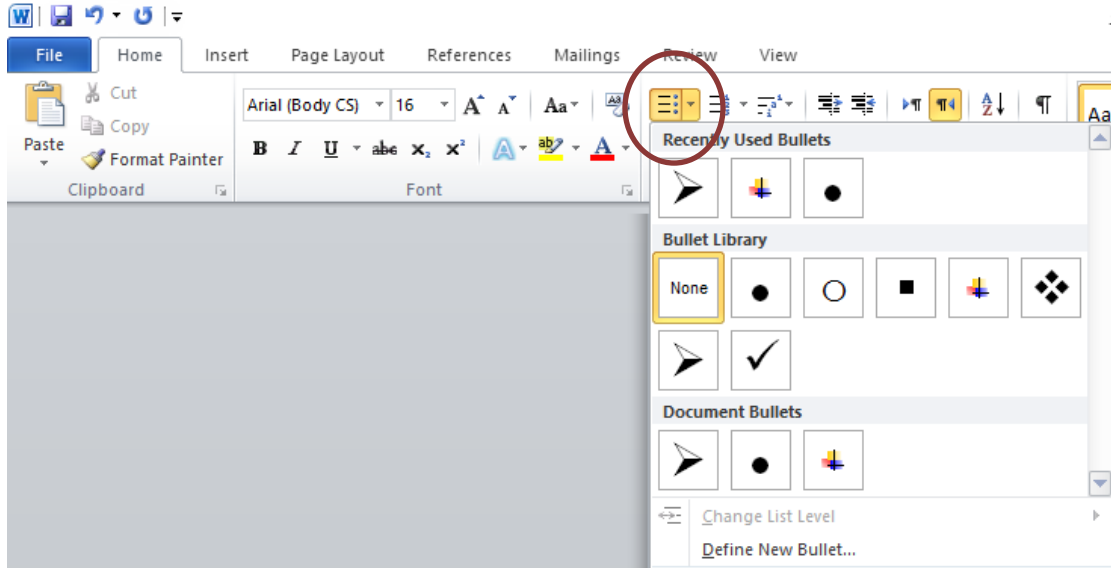 W
File Home Insert Page Layout References Mailings Review View
Cut
Copy
Paste
Format Painter
Arial (Body CS) 16 A A Aa
B I U abc x₂ x² A ab A
A Z ¶
Aa
Clipboard Font
Recently Used Bullets
Bullet Library
None
Document Bullets
Change List Level
Define New Bullet...